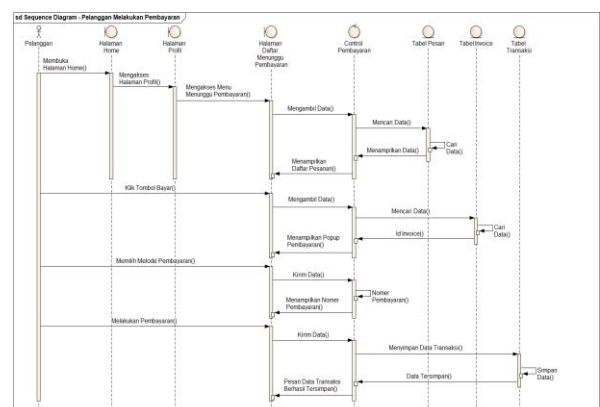 sd Sequence Diagram - Pelanggan Melakukan Pembayaran
Pelanggan
Halaman
Home
Halaman
Profil
Halaman
Daftar
Menunggu
Pembayaran
Control
Pembayaran
Tabel Pesan
Tabel Invoice
Tabel
Transaksi
Membuka
Halaman Home()
Mengakses
Halaman Profil()
Mengakses Menu
Menunggu Pembayaran()
Mengambil Data()
Mencari Data()
Cari
Data()
Menampilkan Data()
Menampilkan
Daftar Pesanan()
Klik Tombol Bayar()
Mengambil Data()
Mencari Data()
Cari
Data()
Id Invoice()
Menampilkan Popup
Pembayaran()
Memilih Metode Pembayaran()
Kirim Data()
Nomer
Pembayaran()
Menampilkan Nomer
Pembayaran()
Melakukan Pembayaran()
Kirim Data()
Menyimpan Data Transaksi()
Simpan
Data()
Data Tersimpan()
Pesan Data Transaksi
Berhasil Tersimpan()